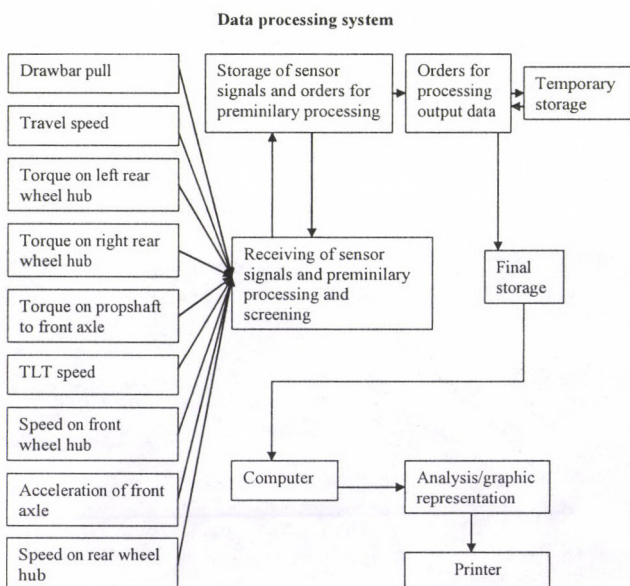 Data processing system
Drawbar pull
Travel speed
Torque on left rear
wheel hub
Torque on right rear
wheel hub
Torque on propshaft
to front axle
TLT speed
Speed on front
wheel hub
Acceleration of front
axle
Speed on rear wheel
hub
Storage of sensor
signals and orders for
preminilary processing
Orders for
processing
output data
Temporary
storage
Receiving of sensor
signals and preminilary
processing and
screening
Final
storage
Computer
Analysis/graphic
representation
Printer